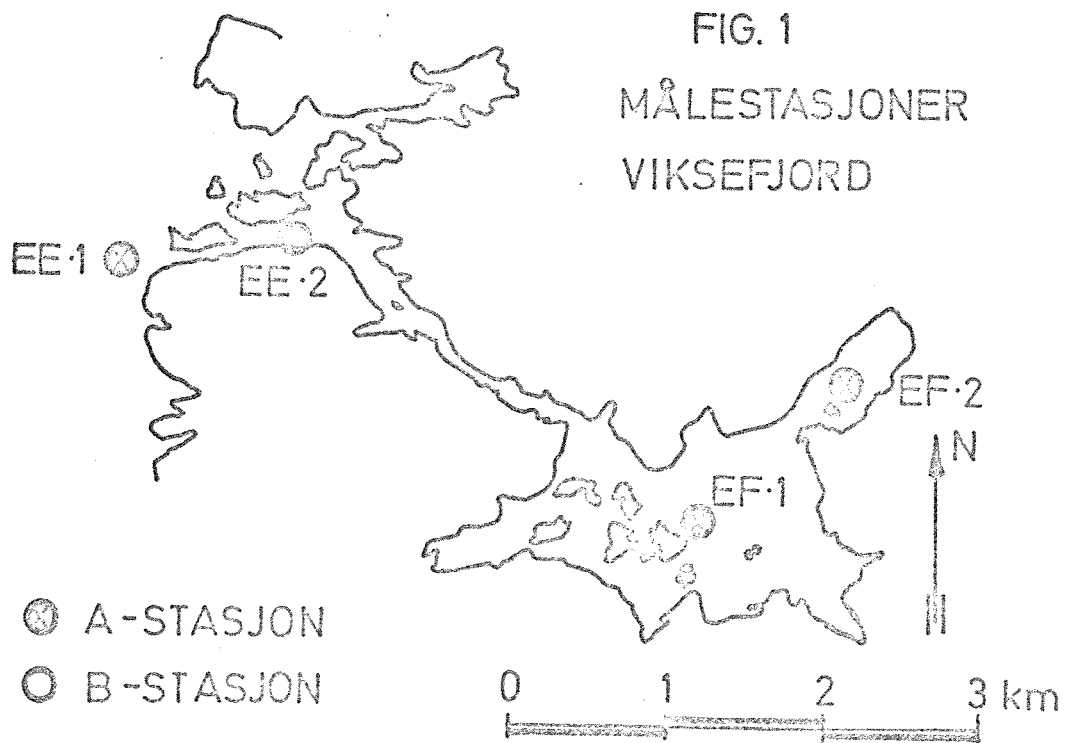 FIG. 1
MÅLESTASJONER
VIKSEFJORD
EE·1
EE·2
EF·2
N
EF·1
A-STASJON
B-STASJON
0 1 2 3 km